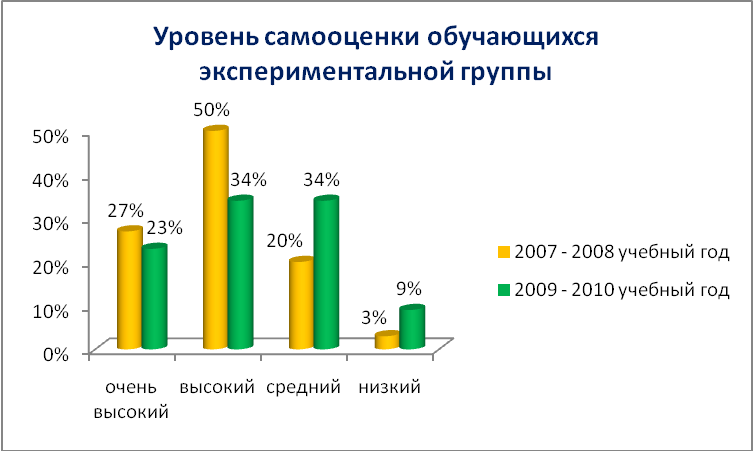 Уровень самооценки обучающихся
экспериментальной группы
50%
40%
30%
20%
10%
0%
27%
23%
50%
34%
20%
34%
3%
9%
очень
высокий
высокий
средний
низкий
2007 - 2008 учебный год
2009 - 2010 учебный год